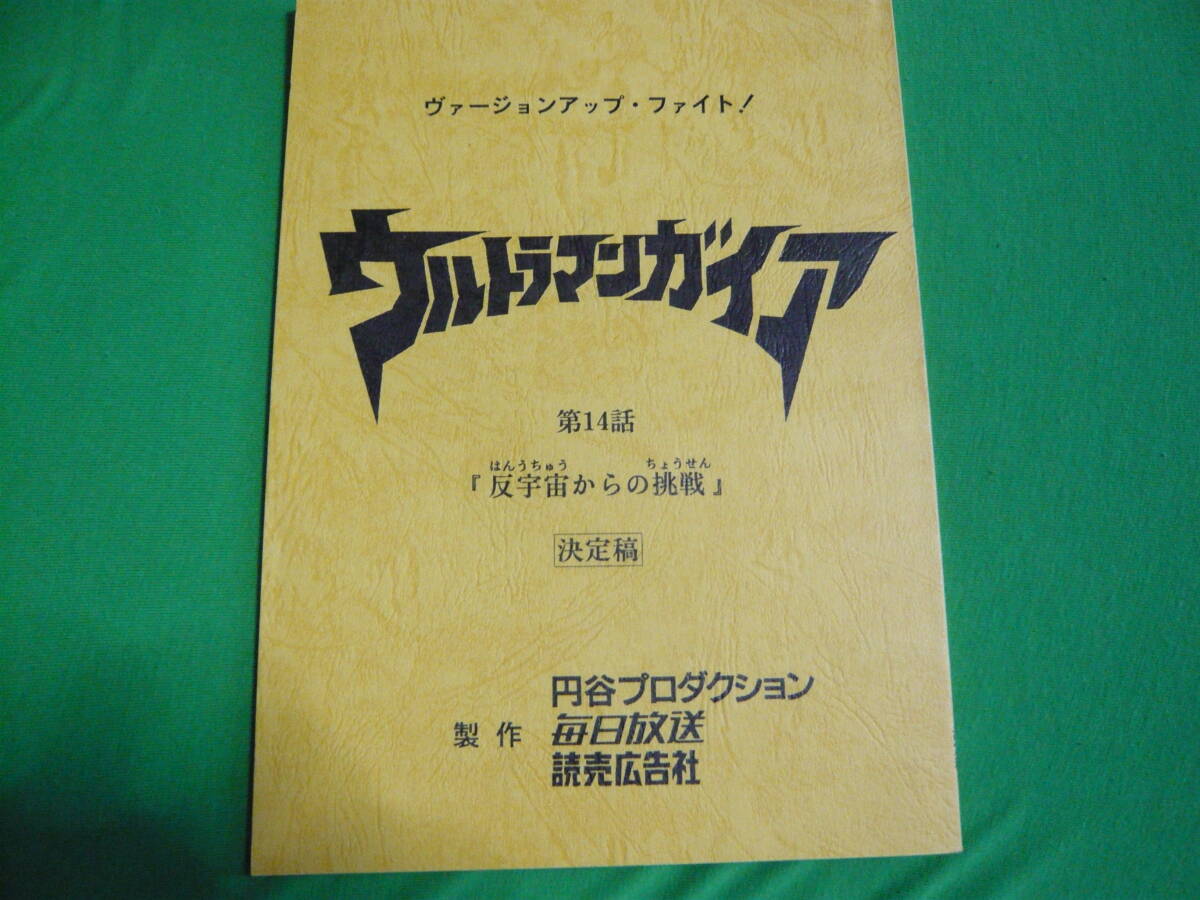 ヴァージョンアップ・ファイト!
ウルトラマンガイア
第14話
はんうちゅう ちょうせん
『反宇宙からの挑戦』
決定稿
円谷プロダクション
製作 毎日放送
読売広告社